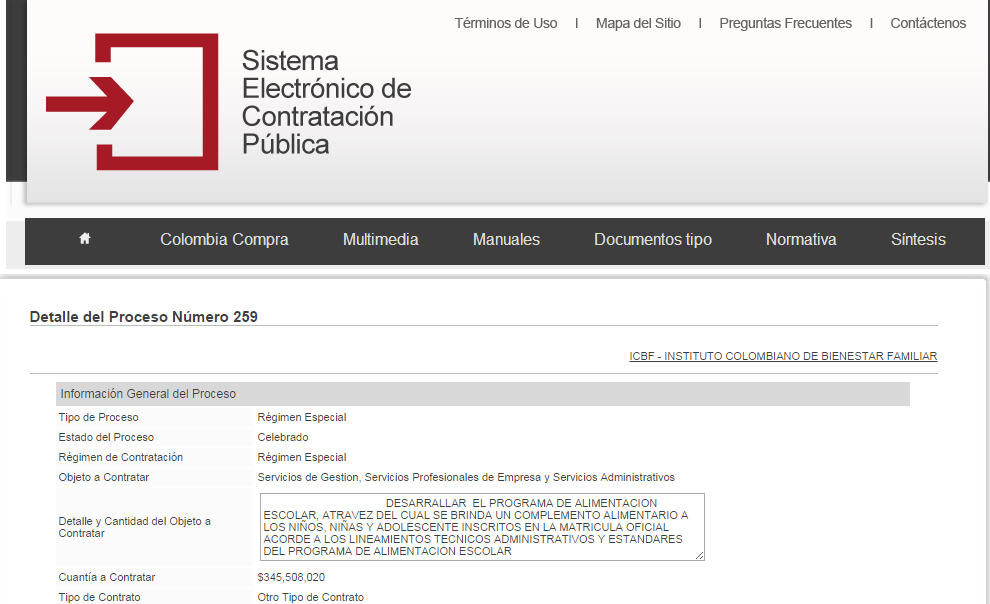 Términos de Uso | Mapa del Sitio | Preguntas Frecuentes | Contáctenos
Sistema
Electrónico de
Contratación
Pública
Colombia Compra Multimedia Manuales Documentos tipo Normativa Síntesis
Detalle del Proceso Número 259
ICBF - INSTITUTO COLOMBIANO DE BIENESTAR FAMILIAR
Información General del Proceso
Tipo de Proceso Régimen Especial
Estado del Proceso Celebrado
Régimen de Contratación Régimen Especial
Objeto a Contratar Servicios de Gestion, Servicios Profesionales de Empresa y Servicios Administrativos
Detalle y Cantidad del Objeto a
Contratar
DESARRALLAR EL PROGRAMA DE ALIMENTACION
ESCOLAR, ATRAVEZ DEL CUAL SE BRINDA UN COMPLEMENTO ALIMENTARIO A
LOS NIÑOS, NIÑAS Y ADOLESCENTE INSCRITOS EN LA MATRICULA OFICIAL
ACORDE A LOS LINEAMIENTOS TECNICOS ADMINISTRATIVOS Y ESTANDARES
DEL PROGRAMA DE ALIMENTACION ESCOLAR
Cuantía a Contratar $345,508,020
Tipo de Contrato Otro Tipo de Contrato